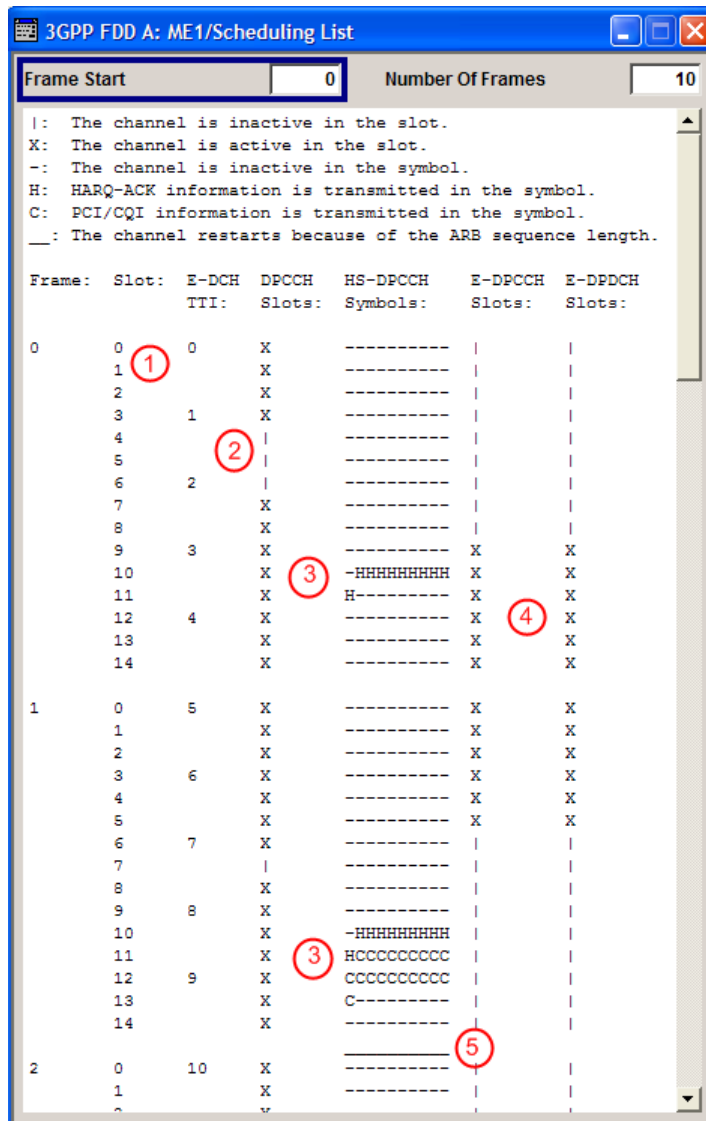 3GPP FDD A: ME1/Scheduling List
Frame Start 0 Number Of Frames 10
|: The channel is inactive in the slot.
X: The channel is active in the slot.
-: The channel is inactive in the symbol.
H: HARQ-ACK information is transmitted in the symbol.
C: PCI/CQI information is transmitted in the symbol.
__: The channel restarts because of the ARB sequence length.
Frame: Slot: E-DCH DPCCH HS-DPCCH E-DPCCH E-DPDCH
TTI: Slots: Symbols: Slots: Slots:
0 0 0 X ---------- | |
1 X ---------- | |
1
2 X ---------- | |
3 1 X ---------- | |
4 | ---------- | |
2
5 | ---------- | |
6 2 | ---------- | |
7 X ---------- | |
8 X ---------- | |
9 3 X ---------- X X
10 X 3 -HHHHHHHHH X X
11 X H--------- X X
12 4 X ---------- X 4 X
13 X ---------- X X
14 X ---------- X X
1 0 5 X ---------- X X
1 X ---------- X X
2 X ---------- X X
3 6 X ---------- X X
4 X ---------- X X
5 X ---------- X X
6 7 X ---------- | |
7 | ---------- | |
8 X ---------- | |
9 8 X ---------- | |
10 X -HHHHHHHHH | |
11 X 3 HCCCCCCCCC | |
12 9 X CCCCCCCCCC | |
13 X C--------- | |
14 X ---------- | |
__________ 5
2 0 10 X ---------- | |
1 X ---------- | |